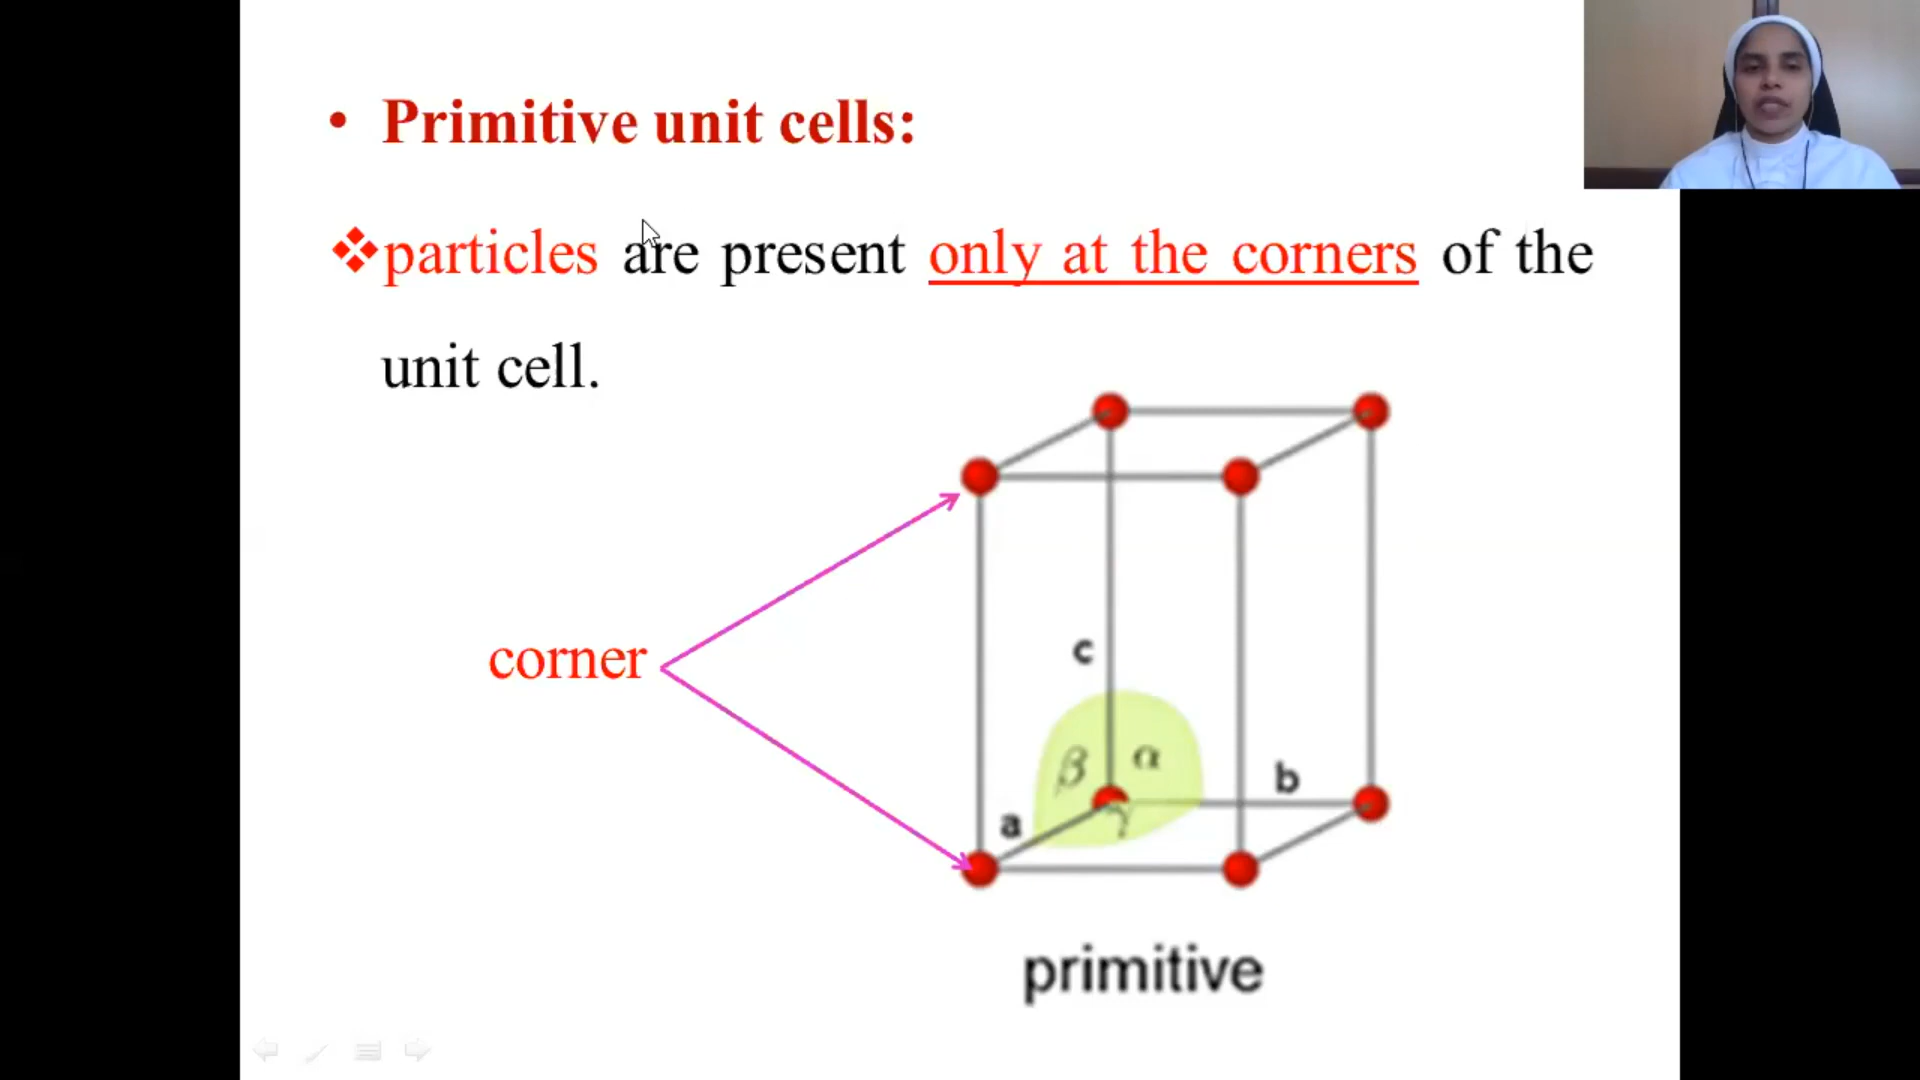 • Primitive unit cells:
❖particles are present only at the corners of the
unit cell.
corner
c
β α
b
a γ
primitive